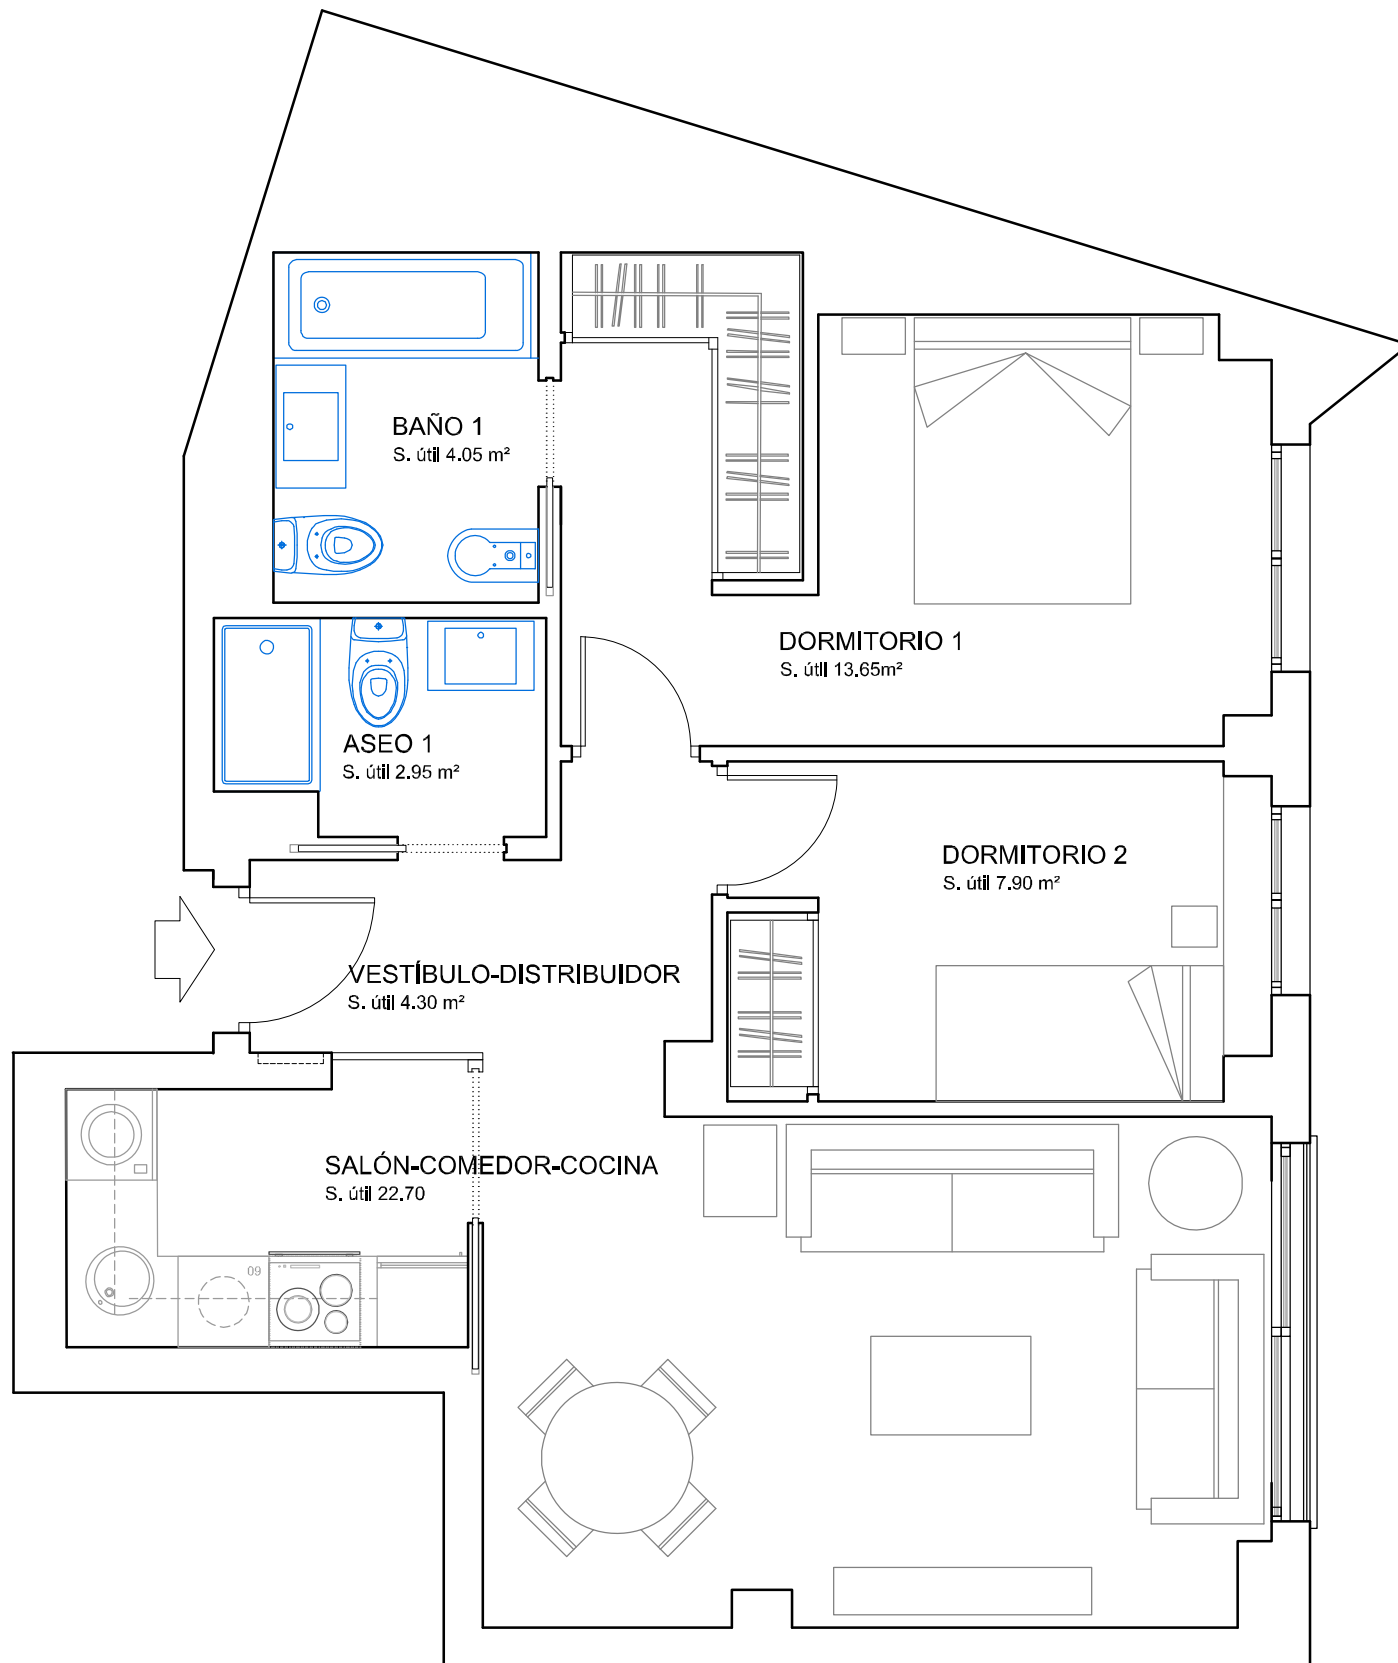 BAÑO 1
S. útil 4.05 m²
DORMITORIO 1
S. útil 13.65m²
ASEO 1
S. útil 2.95 m²
DORMITORIO 2
S. útil 7.90 m²
VESTÍBULO-DISTRIBUIDOR
S. útil 4.30 m²
SALÓN-COMEDOR-COCINA
S. útil 22.70
09